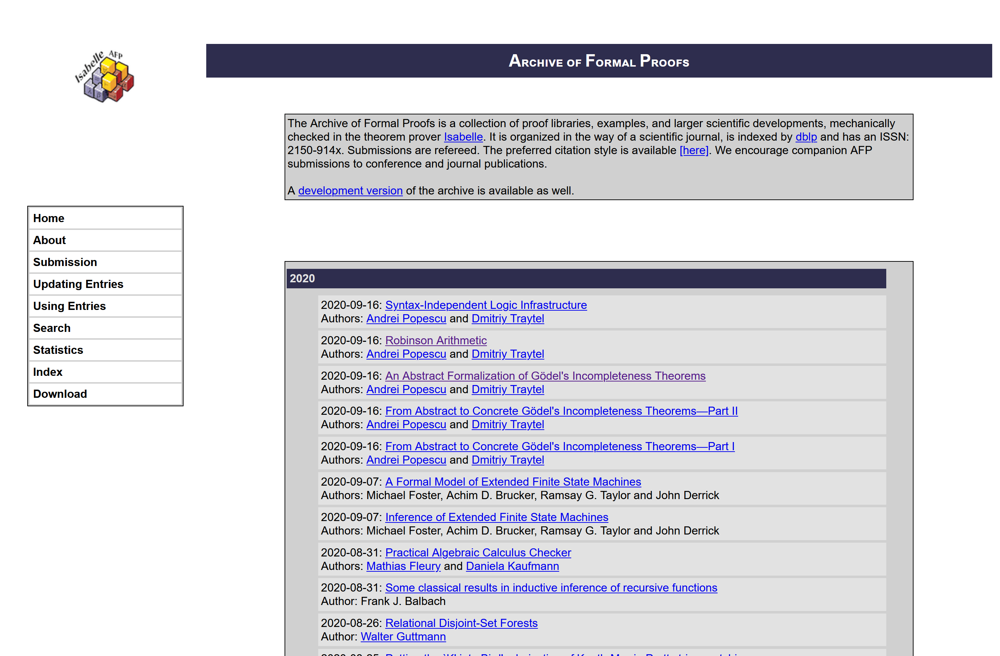 Isabelle AFP
Archive of Formal Proofs
The Archive of Formal Proofs is a collection of proof libraries, examples, and larger scientific developments, mechanically
checked in the theorem prover Isabelle. It is organized in the way of a scientific journal, is indexed by dblp and has an ISSN:
2150-914x. Submissions are refereed. The preferred citation style is available [here]. We encourage companion AFP
submissions to conference and journal publications.
A development version of the archive is available as well.
Home
About
Submission
Updating Entries
Using Entries
Search
Statistics
Index
Download
2020
2020-09-16: Syntax-Independent Logic Infrastructure
Authors: Andrei Popescu and Dmitriy Traytel
2020-09-16: Robinson Arithmetic
Authors: Andrei Popescu and Dmitriy Traytel
2020-09-16: An Abstract Formalization of Gödel's Incompleteness Theorems
Authors: Andrei Popescu and Dmitriy Traytel
2020-09-16: From Abstract to Concrete Gödel's Incompleteness Theorems—Part II
Authors: Andrei Popescu and Dmitriy Traytel
2020-09-16: From Abstract to Concrete Gödel's Incompleteness Theorems—Part I
Authors: Andrei Popescu and Dmitriy Traytel
2020-09-07: A Formal Model of Extended Finite State Machines
Authors: Michael Foster, Achim D. Brucker, Ramsay G. Taylor and John Derrick
2020-09-07: Inference of Extended Finite State Machines
Authors: Michael Foster, Achim D. Brucker, Ramsay G. Taylor and John Derrick
2020-08-31: Practical Algebraic Calculus Checker
Authors: Mathias Fleury and Daniela Kaufmann
2020-08-31: Some classical results in inductive inference of recursive functions
Author: Frank J. Balbach
2020-08-26: Relational Disjoint-Set Forests
Author: Walter Guttmann